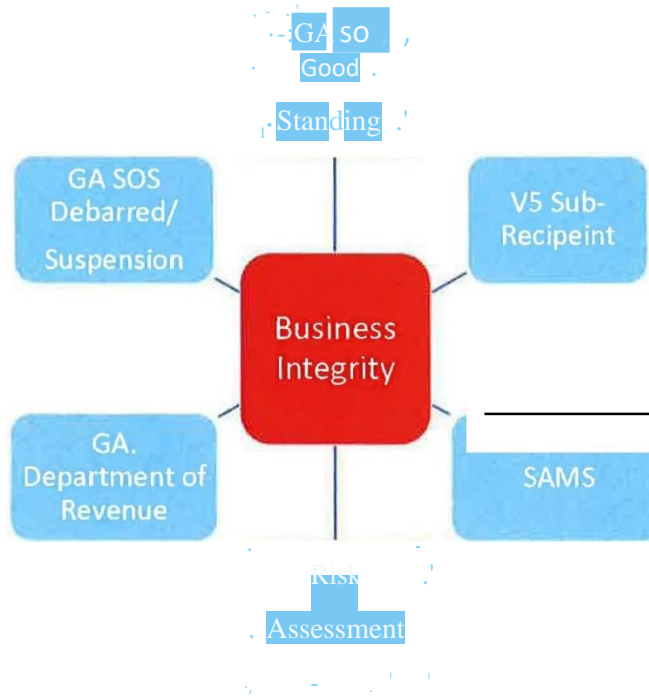 GA so
Good
Standing
GA SOS
Debarred/
Suspension
V5 Sub-
Recipeint
Business
Integrity
GA.
Department of
Revenue
SAMS
Risk
Assessment